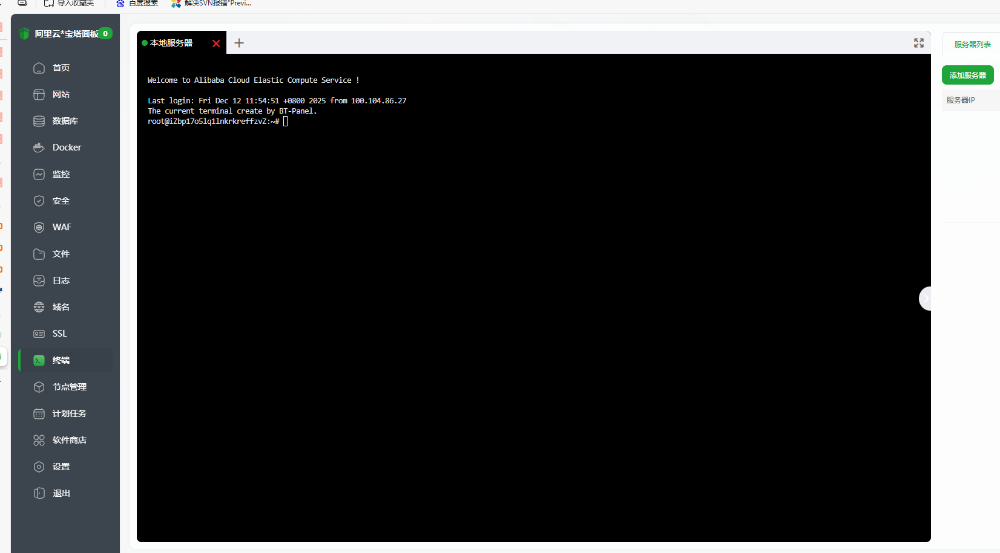 导入收藏夹
百度搜索
解决SVN报错“Previ...
阿里云*宝塔面板 0
首页
网站
数据库
Docker
监控
安全
WAF
文件
日志
域名
SSL
终端
节点管理
计划任务
软件商店
设置
退出
本地服务器
Welcome to Alibaba Cloud Elastic Compute Service !
Last login: Fri Dec 12 11:54:51 +0800 2025 from 100.104.86.27
The current terminal create by BT-Panel.
root@iZbp17o5lq1lnkrkreffzvZ:~#
服务器列表
添加服务器
服务器IP